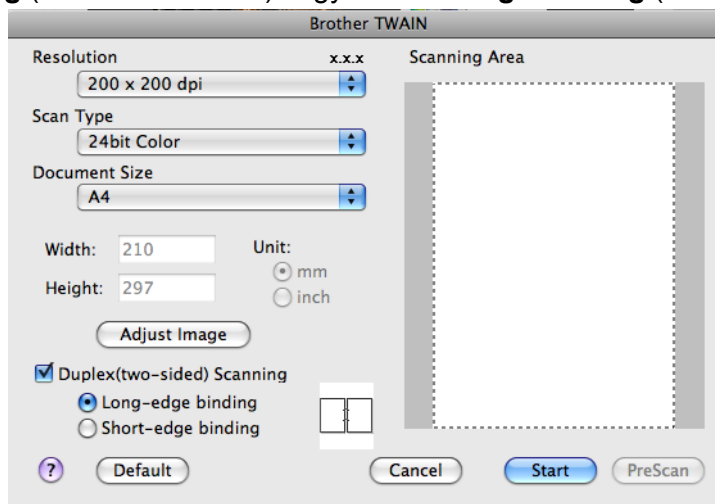 g ( ) gy g g (
Brother TWAIN
Resolution x.x.x
200 x 200 dpi
Scan Type
24bit Color
Document Size
A4
Width: 210
Height: 297
Unit:
mm
inch
Adjust Image
Duplex(two-sided) Scanning
Long-edge binding
Short-edge binding
? Default
Scanning Area
Cancel Start PreScan